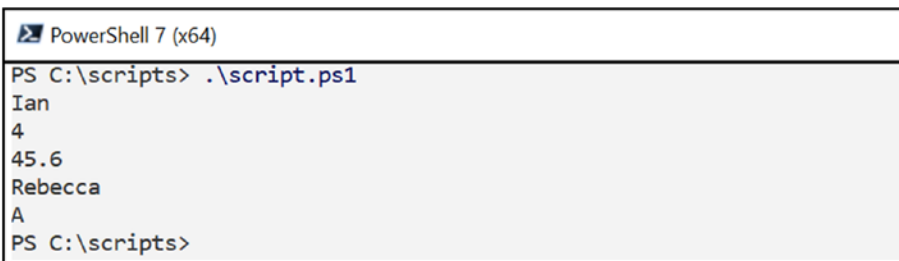 PowerShell 7 (x64)
PS C:\scripts> .\script.ps1
Ian
4
45.6
Rebecca
A
PS C:\scripts>